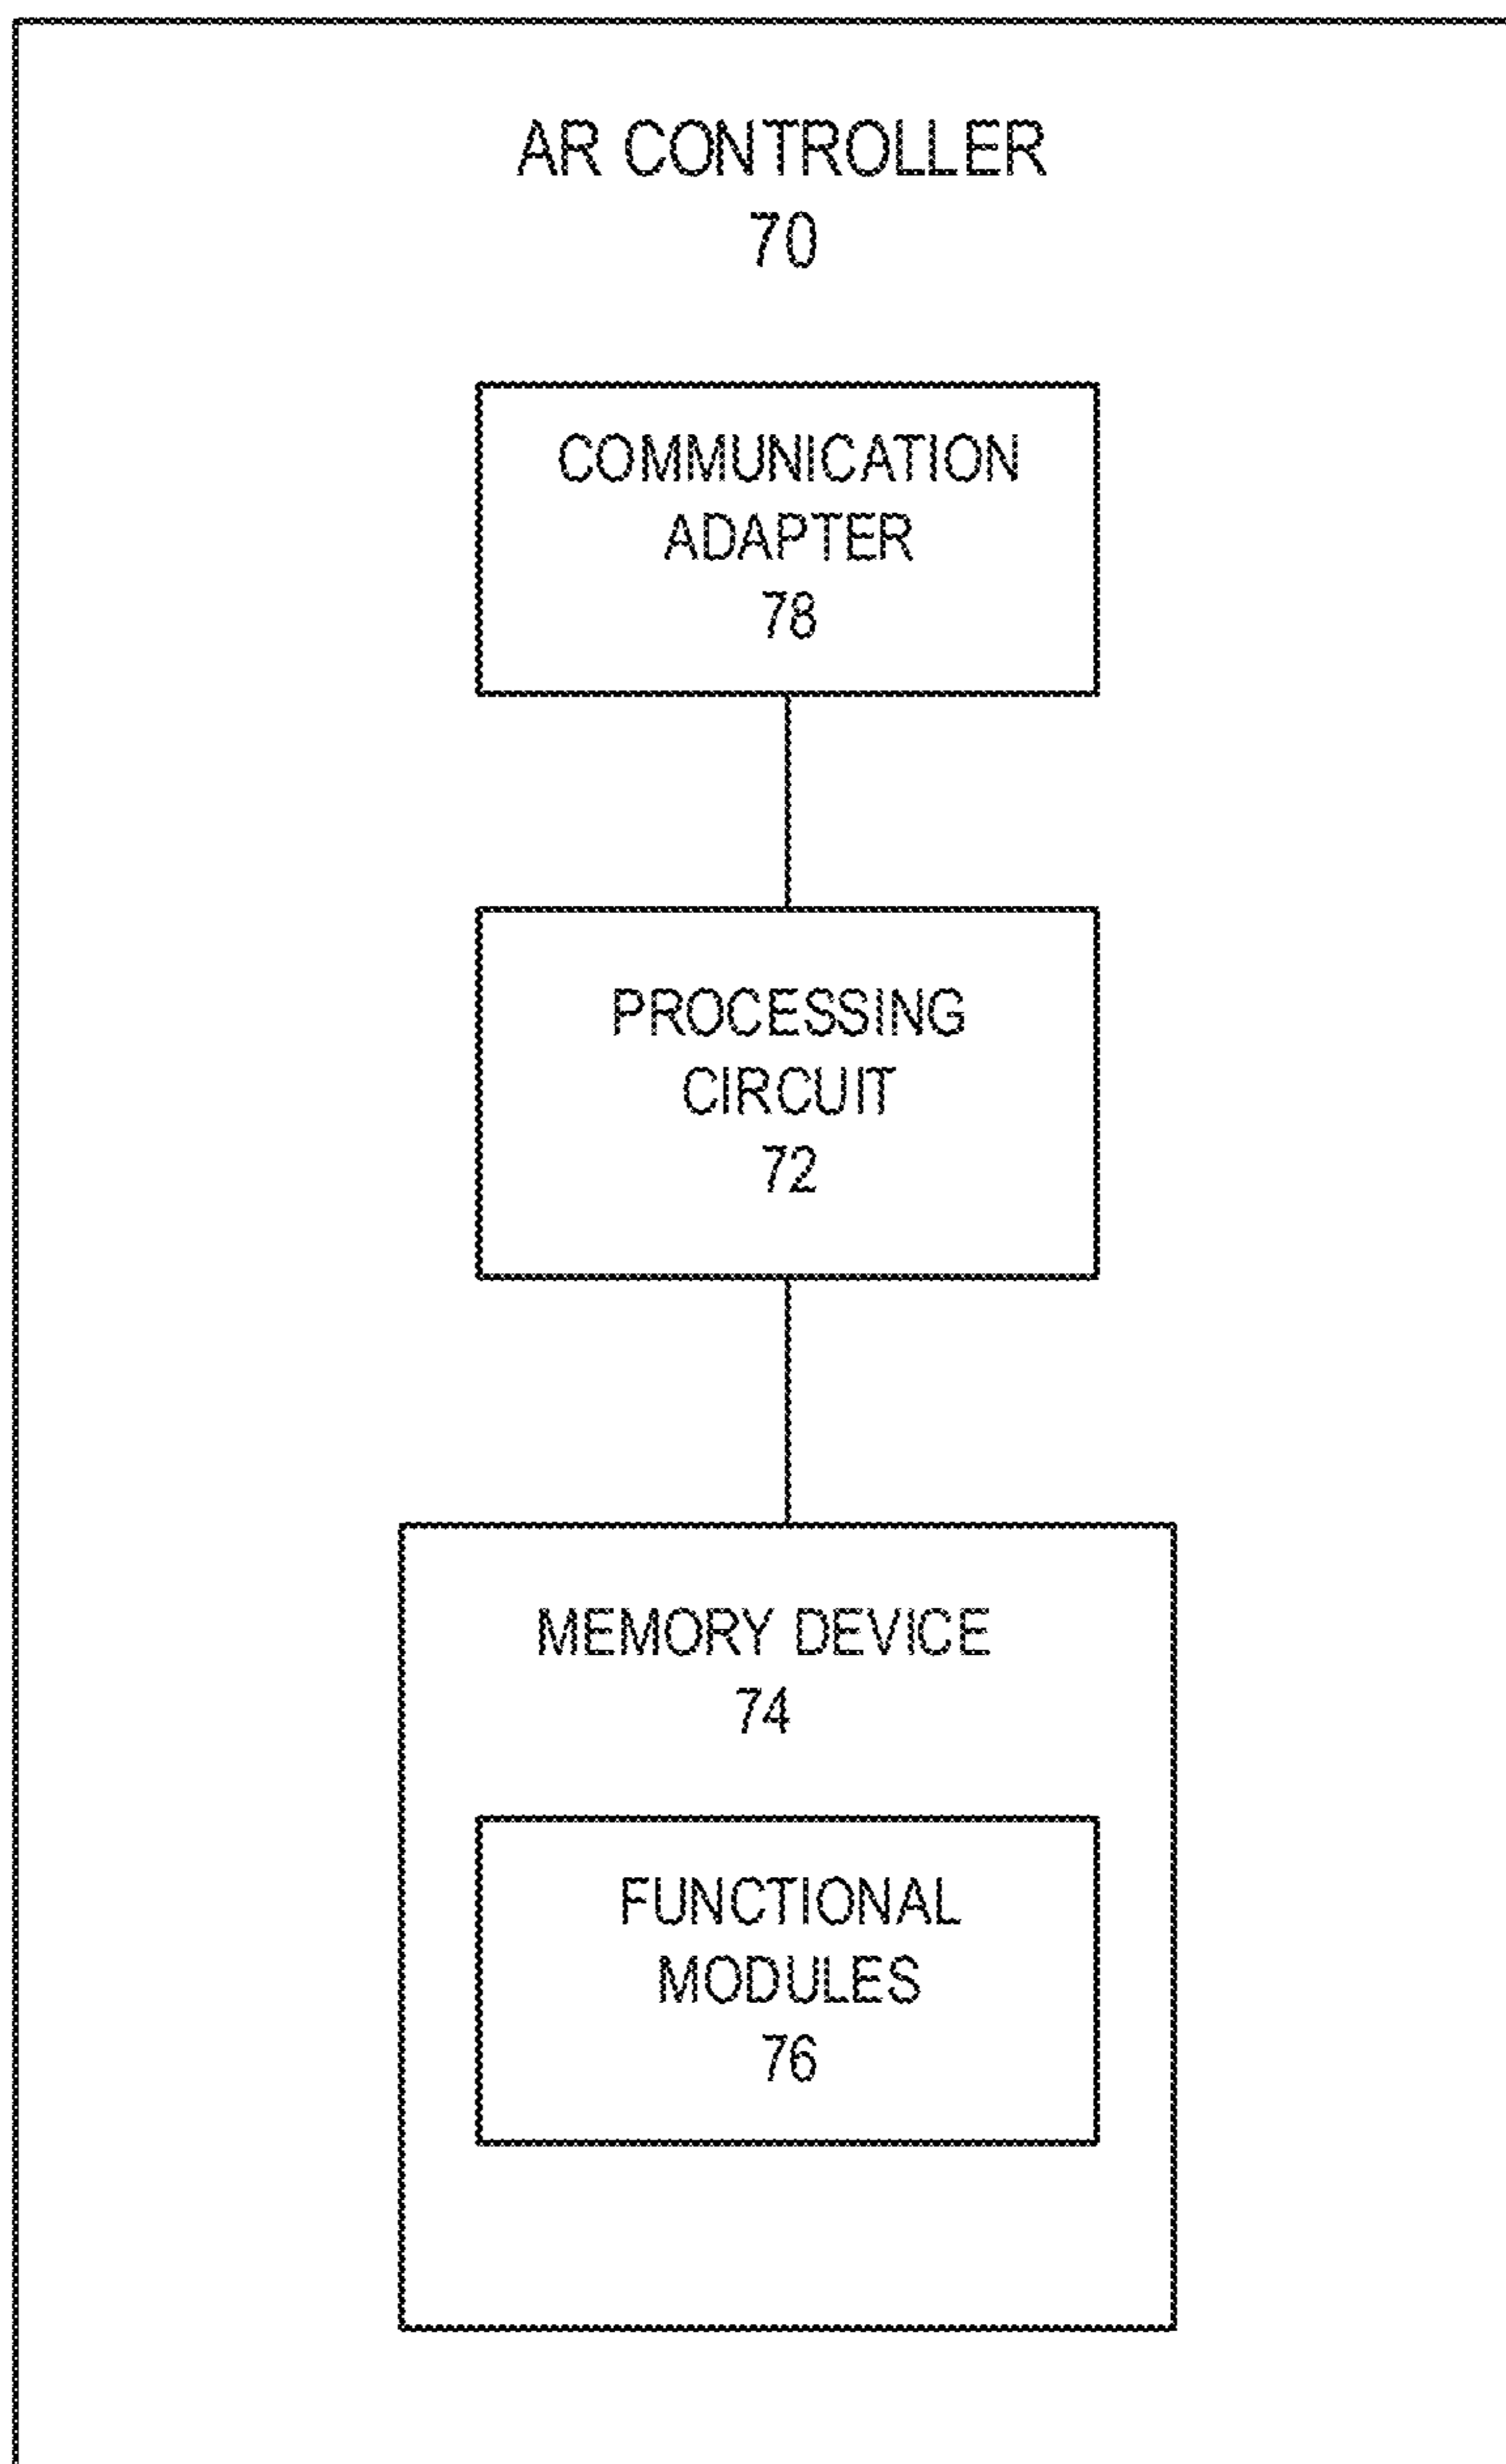 AR CONTROLLER
70
COMMUNICATION
ADAPTER
78
PROCESSING
CIRCUIT
72
MEMORY DEVICE
74
FUNCTIONAL
MODULES
76